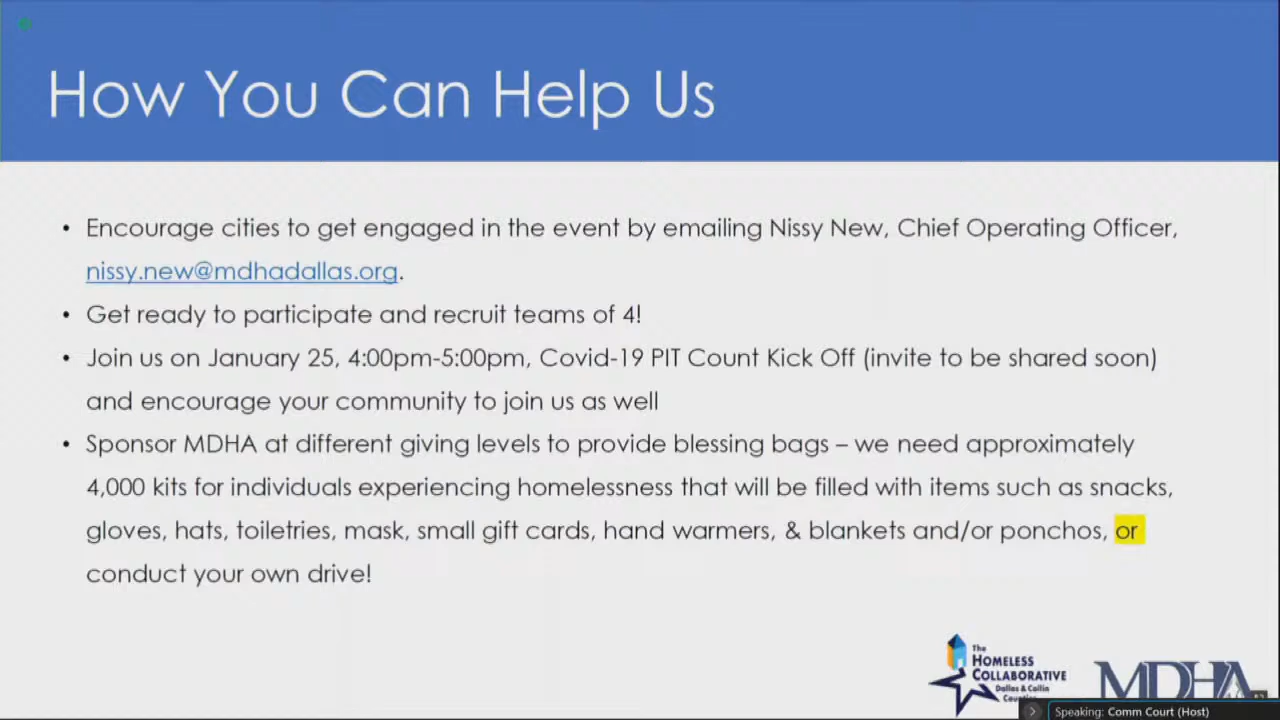 How You Can Help Us
• Encourage cities to get engaged in the event by emailing Nissy New, Chief Operating Officer,
nissy.new@mdhadallas.org.
• Get ready to participate and recruit teams of 4!
• Join us on January 25, 4:00pm-5:00pm, Covid-19 PIT Count Kick Off (invite to be shared soon)
and encourage your community to join us as well
• Sponsor MDHA at different giving levels to provide blessing bags – we need approximately
4,000 kits for individuals experiencing homelessness that will be filled with items such as snacks,
gloves, hats, toiletries, mask, small gift cards, hand warmers, & blankets and/or ponchos, or
conduct your own drive!
The
HOMELESS
COLLABORATIVE
Dallas & Collin
MDHA
Speaking: Comm Court (Host)